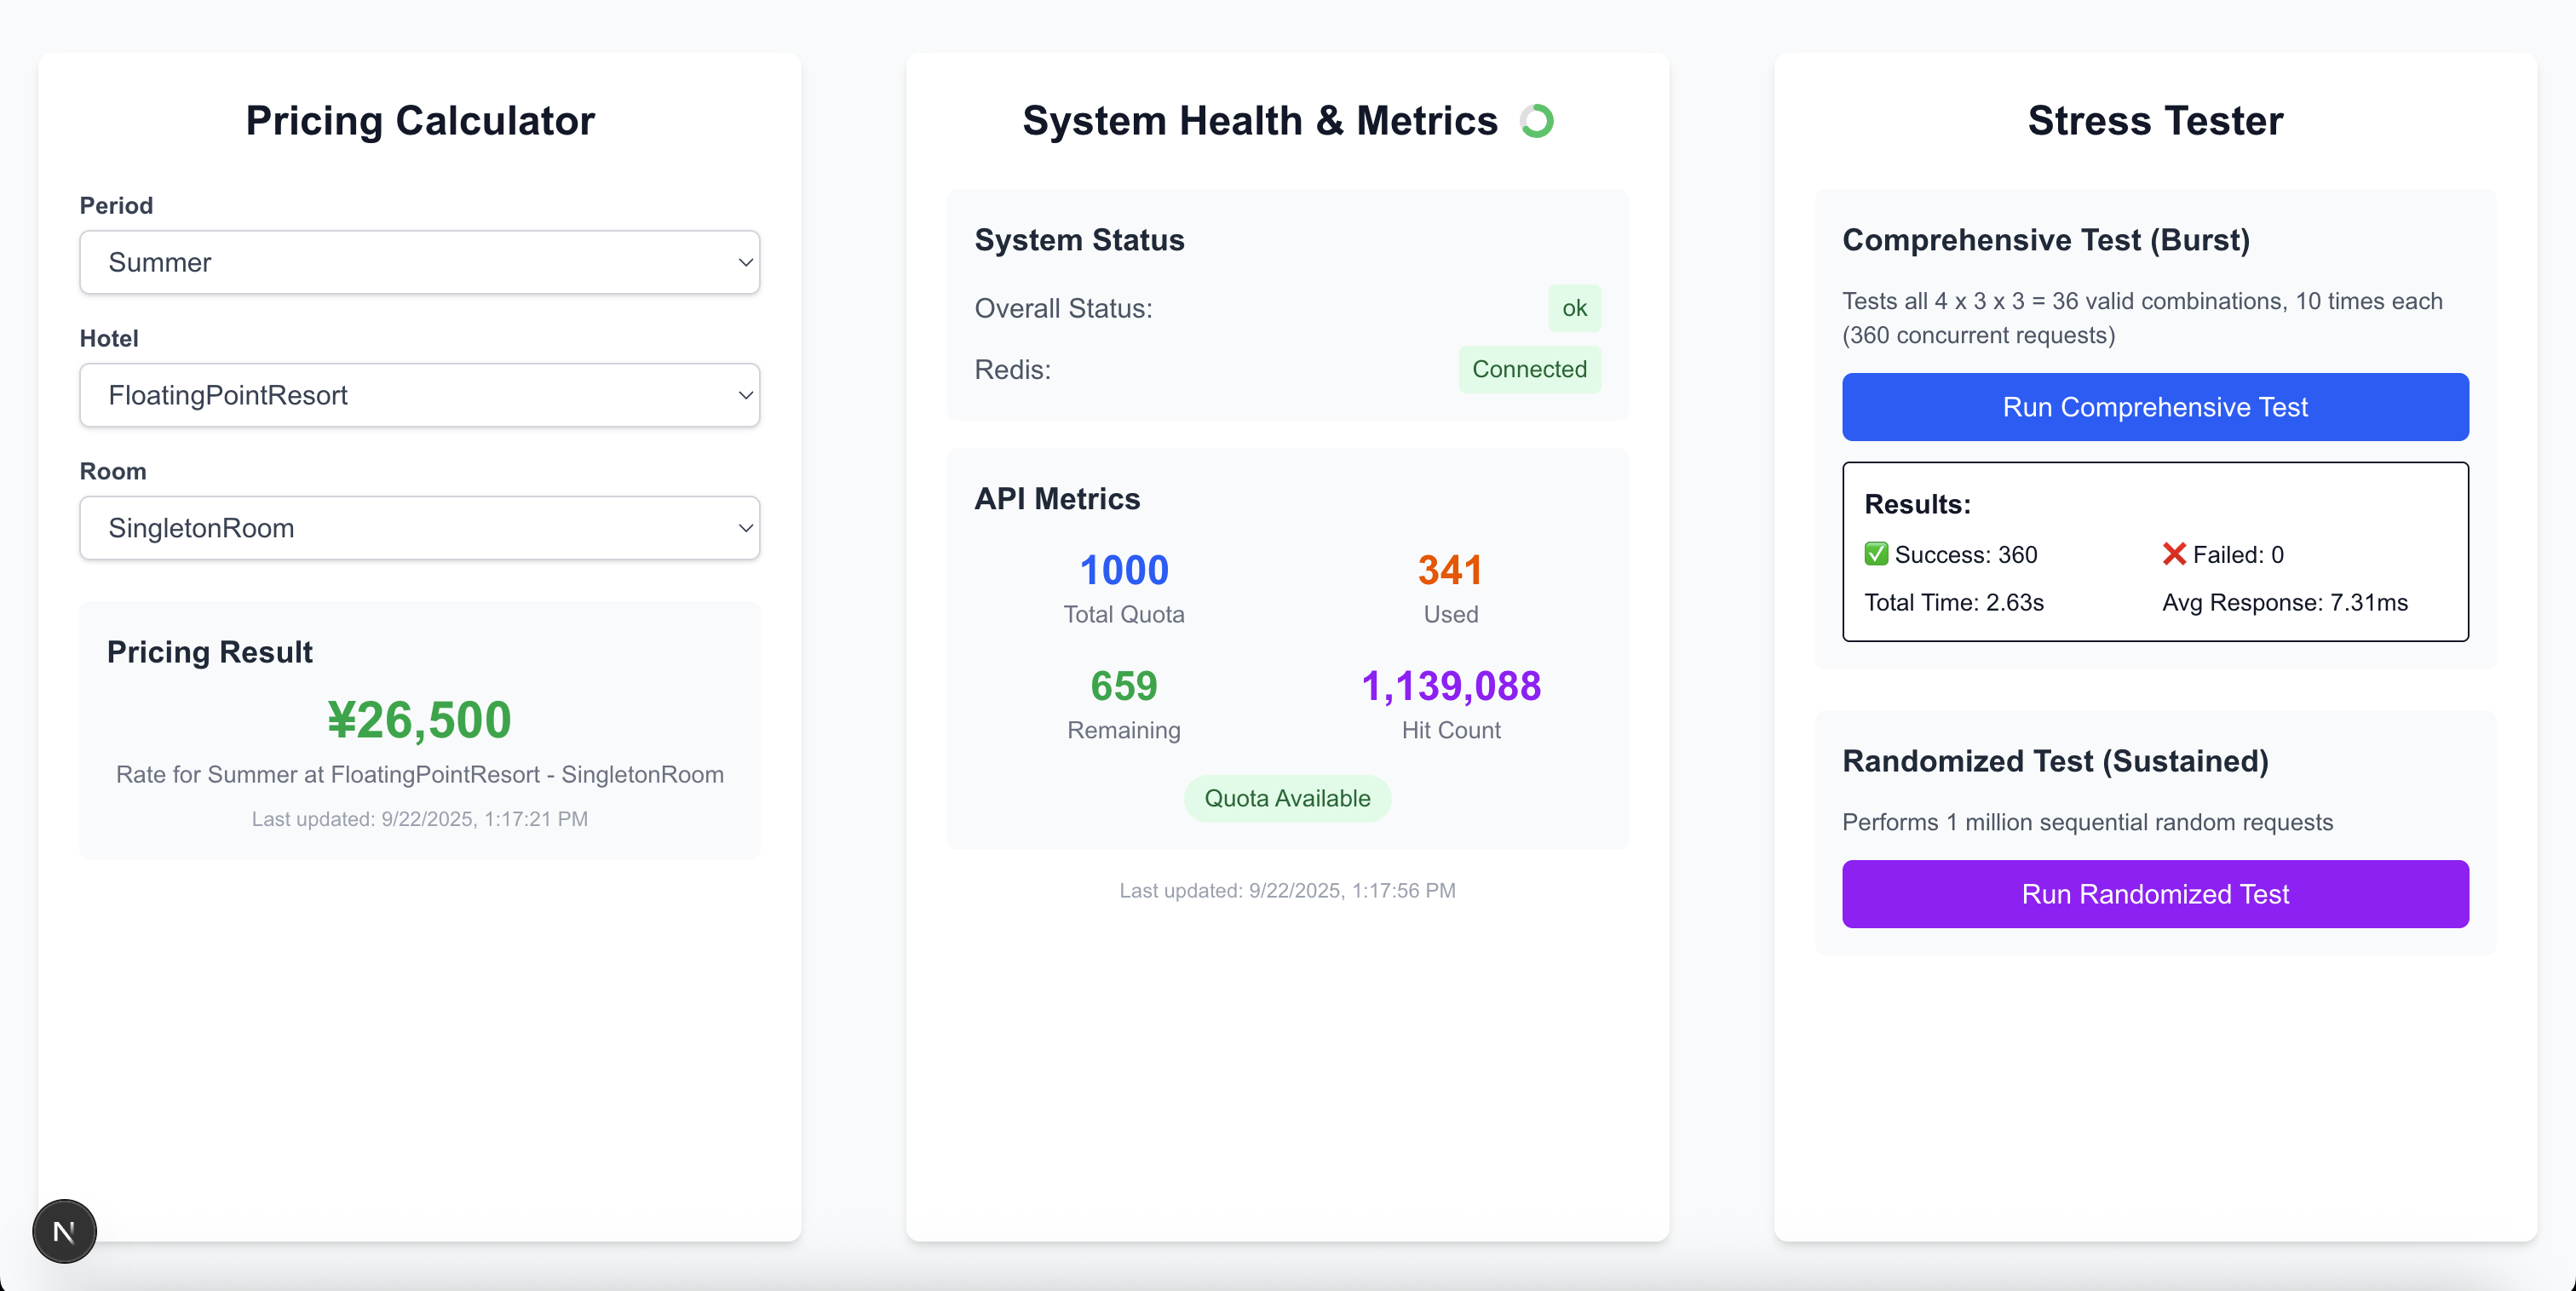 Pricing Calculator
Period
Summer
Hotel
FloatingPointResort
Room
SingletonRoom
Pricing Result
¥26,500
Rate for Summer at FloatingPointResort - SingletonRoom
Last updated: 9/22/2025, 1:17:21 PM
N
System Health & Metrics
System Status
Overall Status: ok
Redis: Connected
API Metrics
1000 341
Total Quota Used
659 1,139,088
Remaining Hit Count
Quota Available
Last updated: 9/22/2025, 1:17:56 PM
Stress Tester
Comprehensive Test (Burst)
Tests all 4 x 3 x 3 = 36 valid combinations, 10 times each
(360 concurrent requests)
Run Comprehensive Test
Results:
✅ Success: 360 ❌ Failed: 0
Total Time: 2.63s Avg Response: 7.31ms
Randomized Test (Sustained)
Performs 1 million sequential random requests
Run Randomized Test